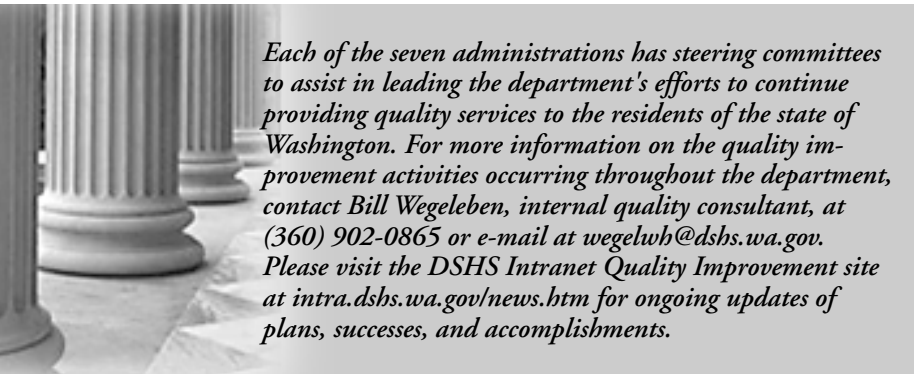 Each of the seven administrations has steering committees
to assist in leading the department's efforts to continue
providing quality services to the residents of the state of
Washington. For more information on the quality im-
provement activities occurring throughout the department,
contact Bill Wegeleben, internal quality consultant, at
(360) 902-0865 or e-mail at wegelwh@dshs.wa.gov.
Please visit the DSHS Intranet Quality Improvement site
at intra.dshs.wa.gov/news.htm for ongoing updates of
plans, successes, and accomplishments.